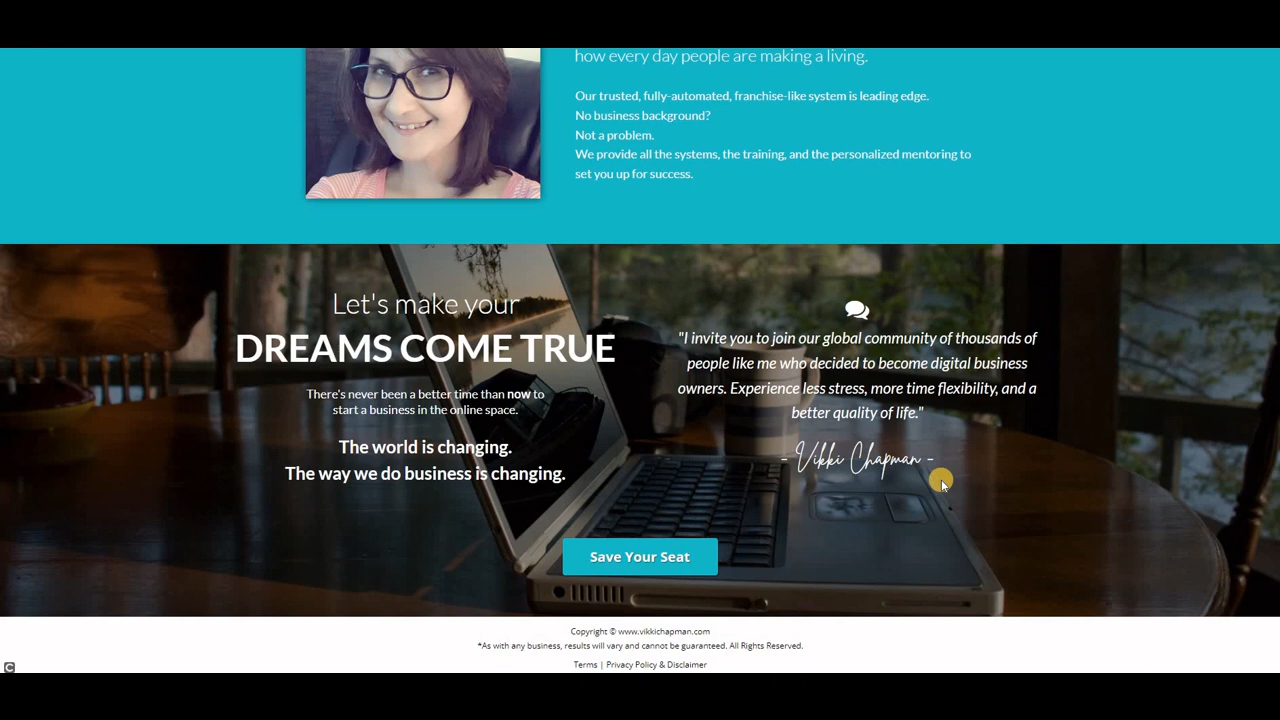 how every day people are making a living.
Our trusted, fully-automated, franchise-like system is leading edge.
No business background?
Not a problem.
We provide all the systems, the training, and the personalized mentoring to
set you up for success.
Let's make your
DREAMS COME TRUE
There's never been a better time than now to
start a business in the online space.
The world is changing.
The way we do business is changing.
"I invite you to join our global community of thousands of
people like me who decided to become digital business
owners. Experience less stress, more time flexibility, and a
better quality of life."
- Vikki Chapman -
Save Your Seat
Copyright © www.vikkichapman.com
*As with any business, results will vary and cannot be guaranteed. All Rights Reserved.
Terms | Privacy Policy & Disclaimer
C